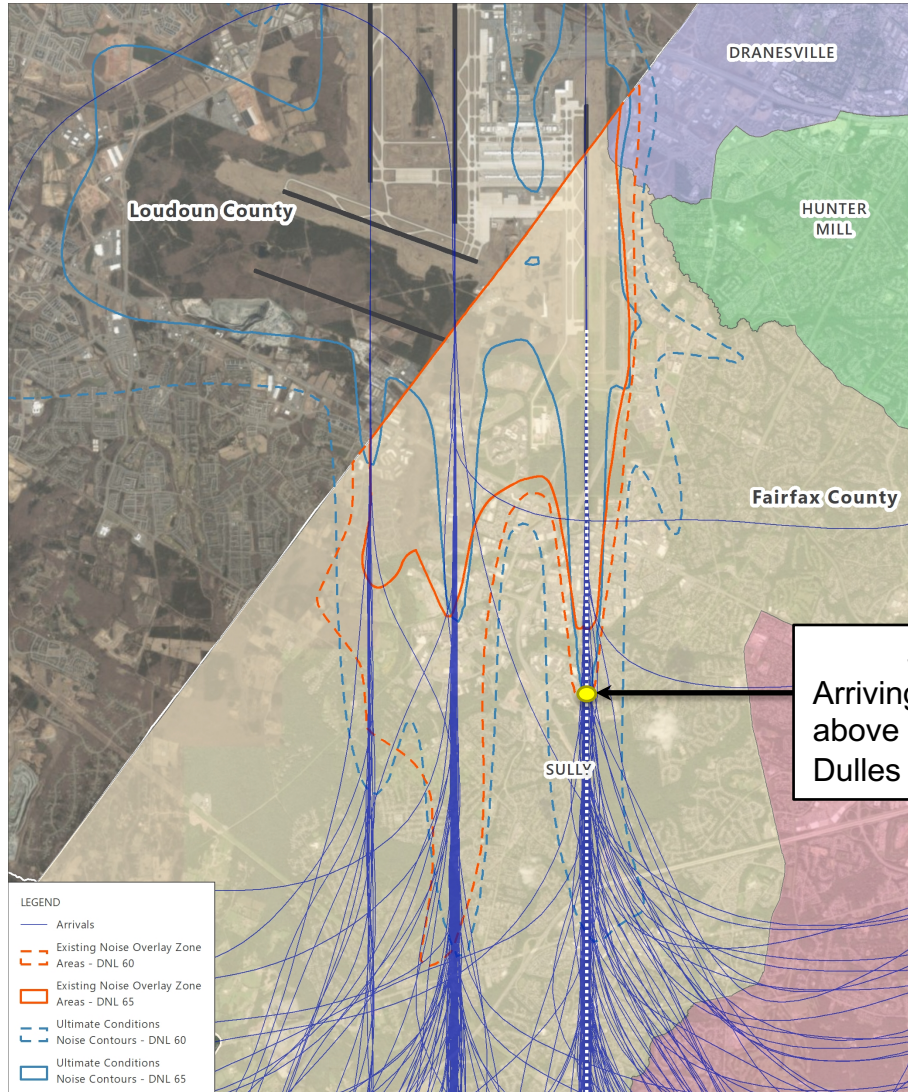 DRANESVILLE
Loudoun County
HUNTER
MILL
Fairfax County
Arriving
above
Dulles
SULLY
LEGEND
Arrivals
Existing Noise Overlay Zone
Areas - DNL 60
Existing Noise Overlay Zone
Areas - DNL 65
Ultimate Conditions
Noise Contours - DNL 60
Ultimate Conditions
Noise Contours - DNL 65